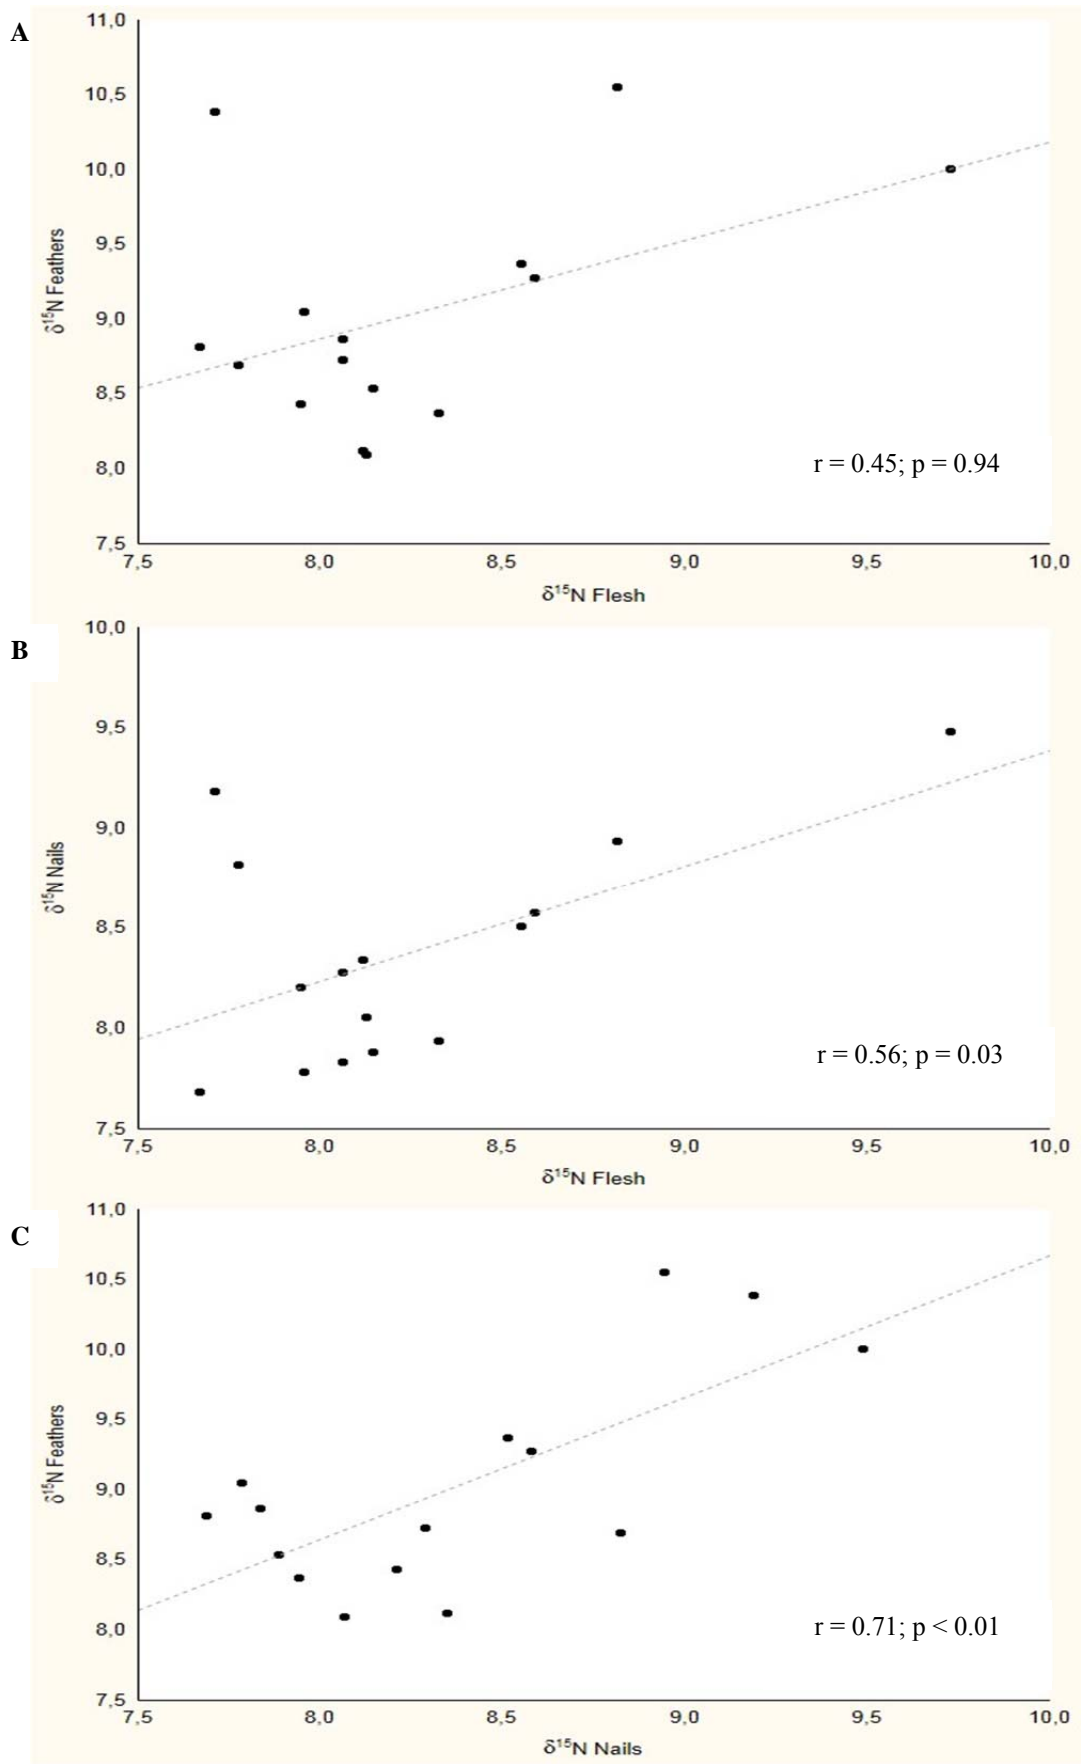 A
11,0
10,5
10,0
9,5
9,0
8,5
8,0
7,5
δ15N Feathers
r = 0.45; p = 0.94
7,5 8,0 8,5 9,0 9,5 10,0
δ15N Flesh
B
10,0
9,5
9,0
8,5
8,0
7,5
δ15N Nails
r = 0.56; p = 0.03
7,5 8,0 8,5 9,0 9,5 10,0
δ15N Flesh
C
11,0
10,5
10,0
9,5
9,0
8,5
8,0
7,5
δ15N Feathers
r = 0.71; p < 0.01
7,5 8,0 8,5 9,0 9,5 10,0
δ15N Nails